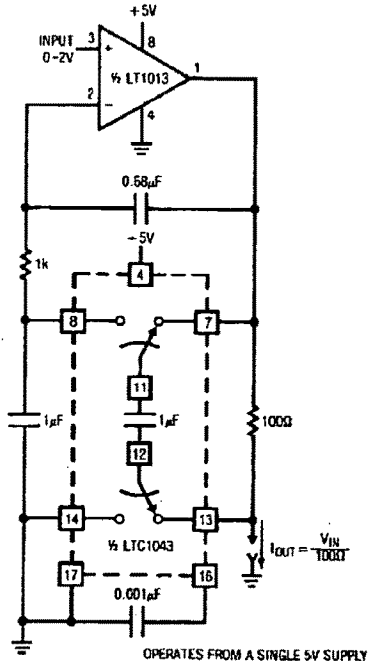 +5V
INPUT
0-2V
3
+
8
½ LT1013
1
2
−
4
0.68µF
1k
-5V
4
8
7
11
1µF
1µF
12
100Ω
14
13
½ LTC1043
17
16
0.001µF
I OUT = V IN / 100Ω
OPERATES FROM A SINGLE 5V SUPPLY